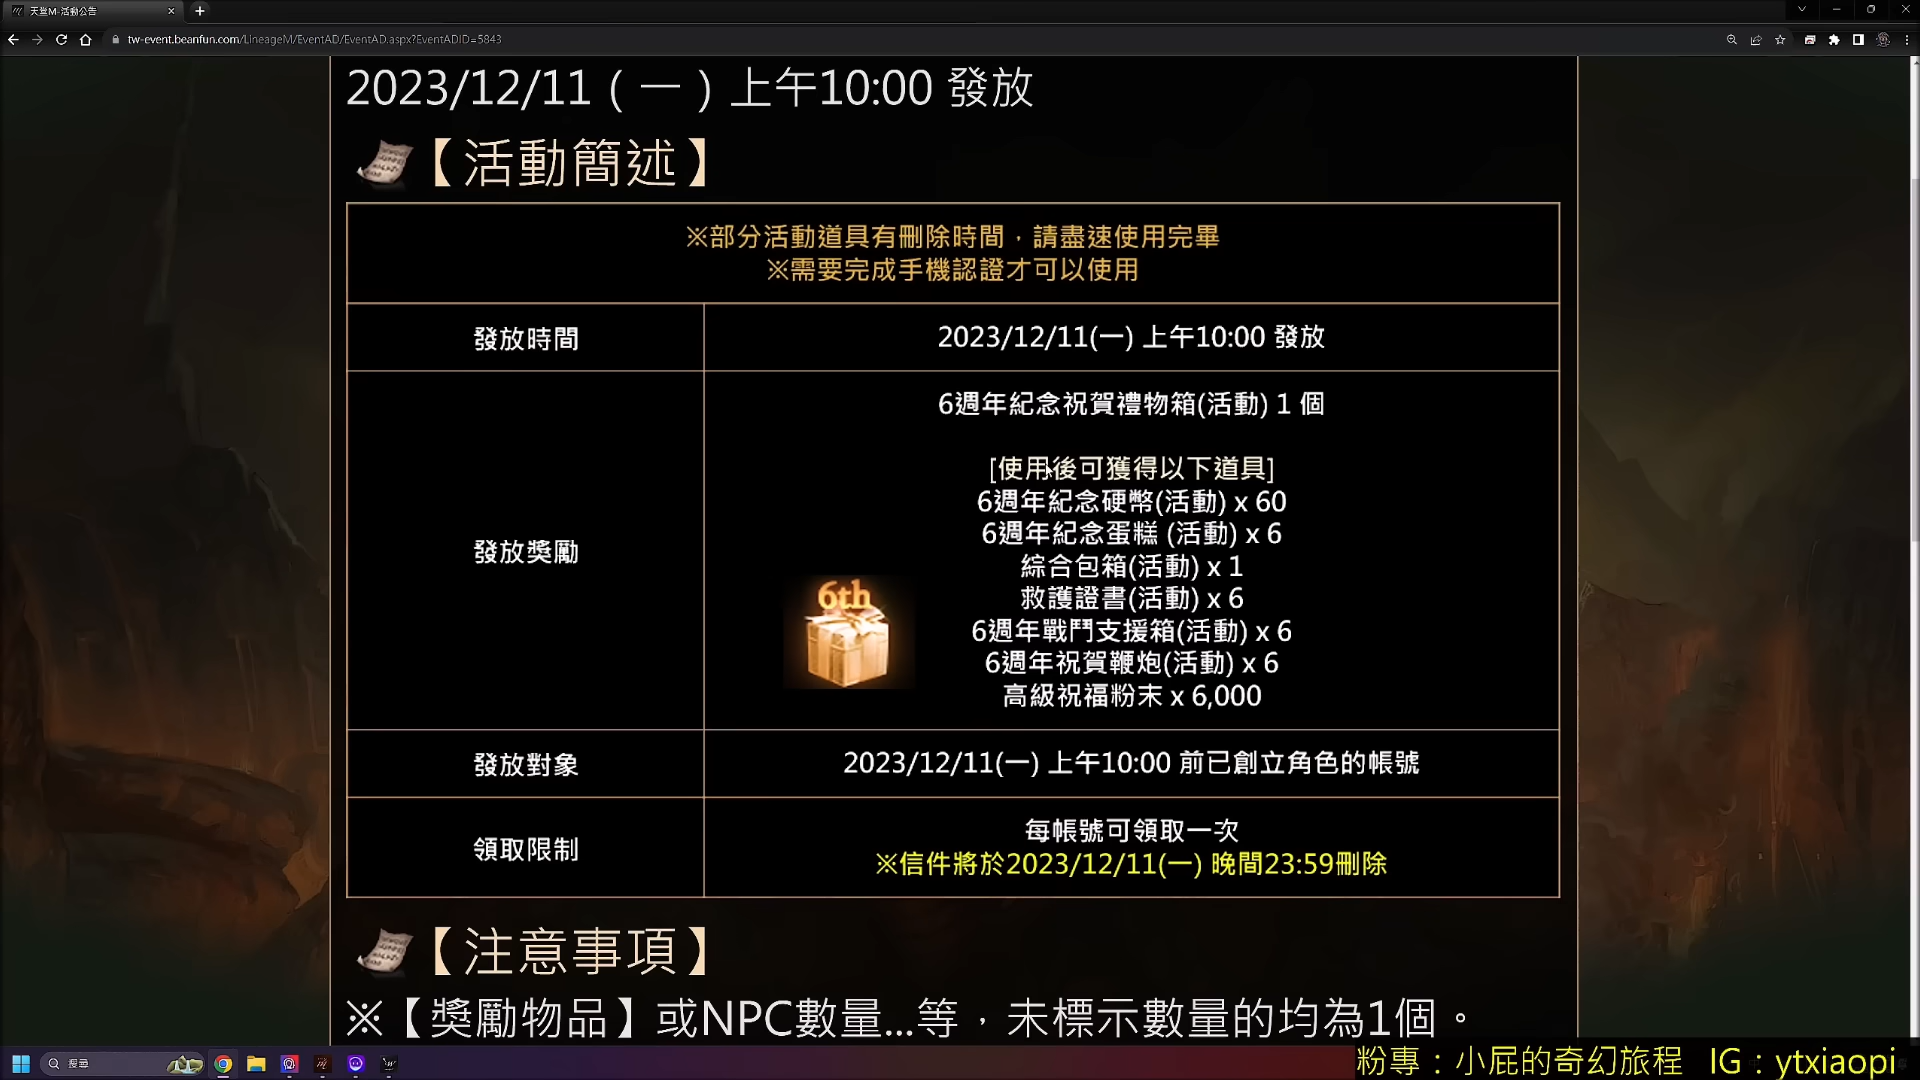 天堂M-活動公告
tw-event.beanfun.com/LineageM/EventAD/EventAD.aspx?EventADID=5843
2023/12/11 ( 一 ) 上午10:00 發放
【活動簡述】
※部分活動道具有刪除時間，請盡速使用完畢
※需要完成手機認證才可以使用
發放時間
2023/12/11(一) 上午10:00 發放
發放獎勵
6週年紀念祝賀禮物箱(活動) 1 個
[使用後可獲得以下道具]
6週年紀念硬幣(活動) x 60
6週年紀念蛋糕 (活動) x 6
綜合包箱(活動) x 1
救護證書(活動) x 6
6週年戰鬥支援箱(活動) x 6
6週年祝賀鞭炮(活動) x 6
高級祝福粉末 x 6,000
6th
發放對象
2023/12/11(一) 上午10:00 前已創立角色的帳號
領取限制
每帳號可領取一次
※信件將於2023/12/11(一) 晚間23:59刪除
【注意事項】
※【獎勵物品】或NPC數量...等，未標示數量的均為1個。
搜尋
粉專：小屁的奇幻旅程 IG：ytxiaopi